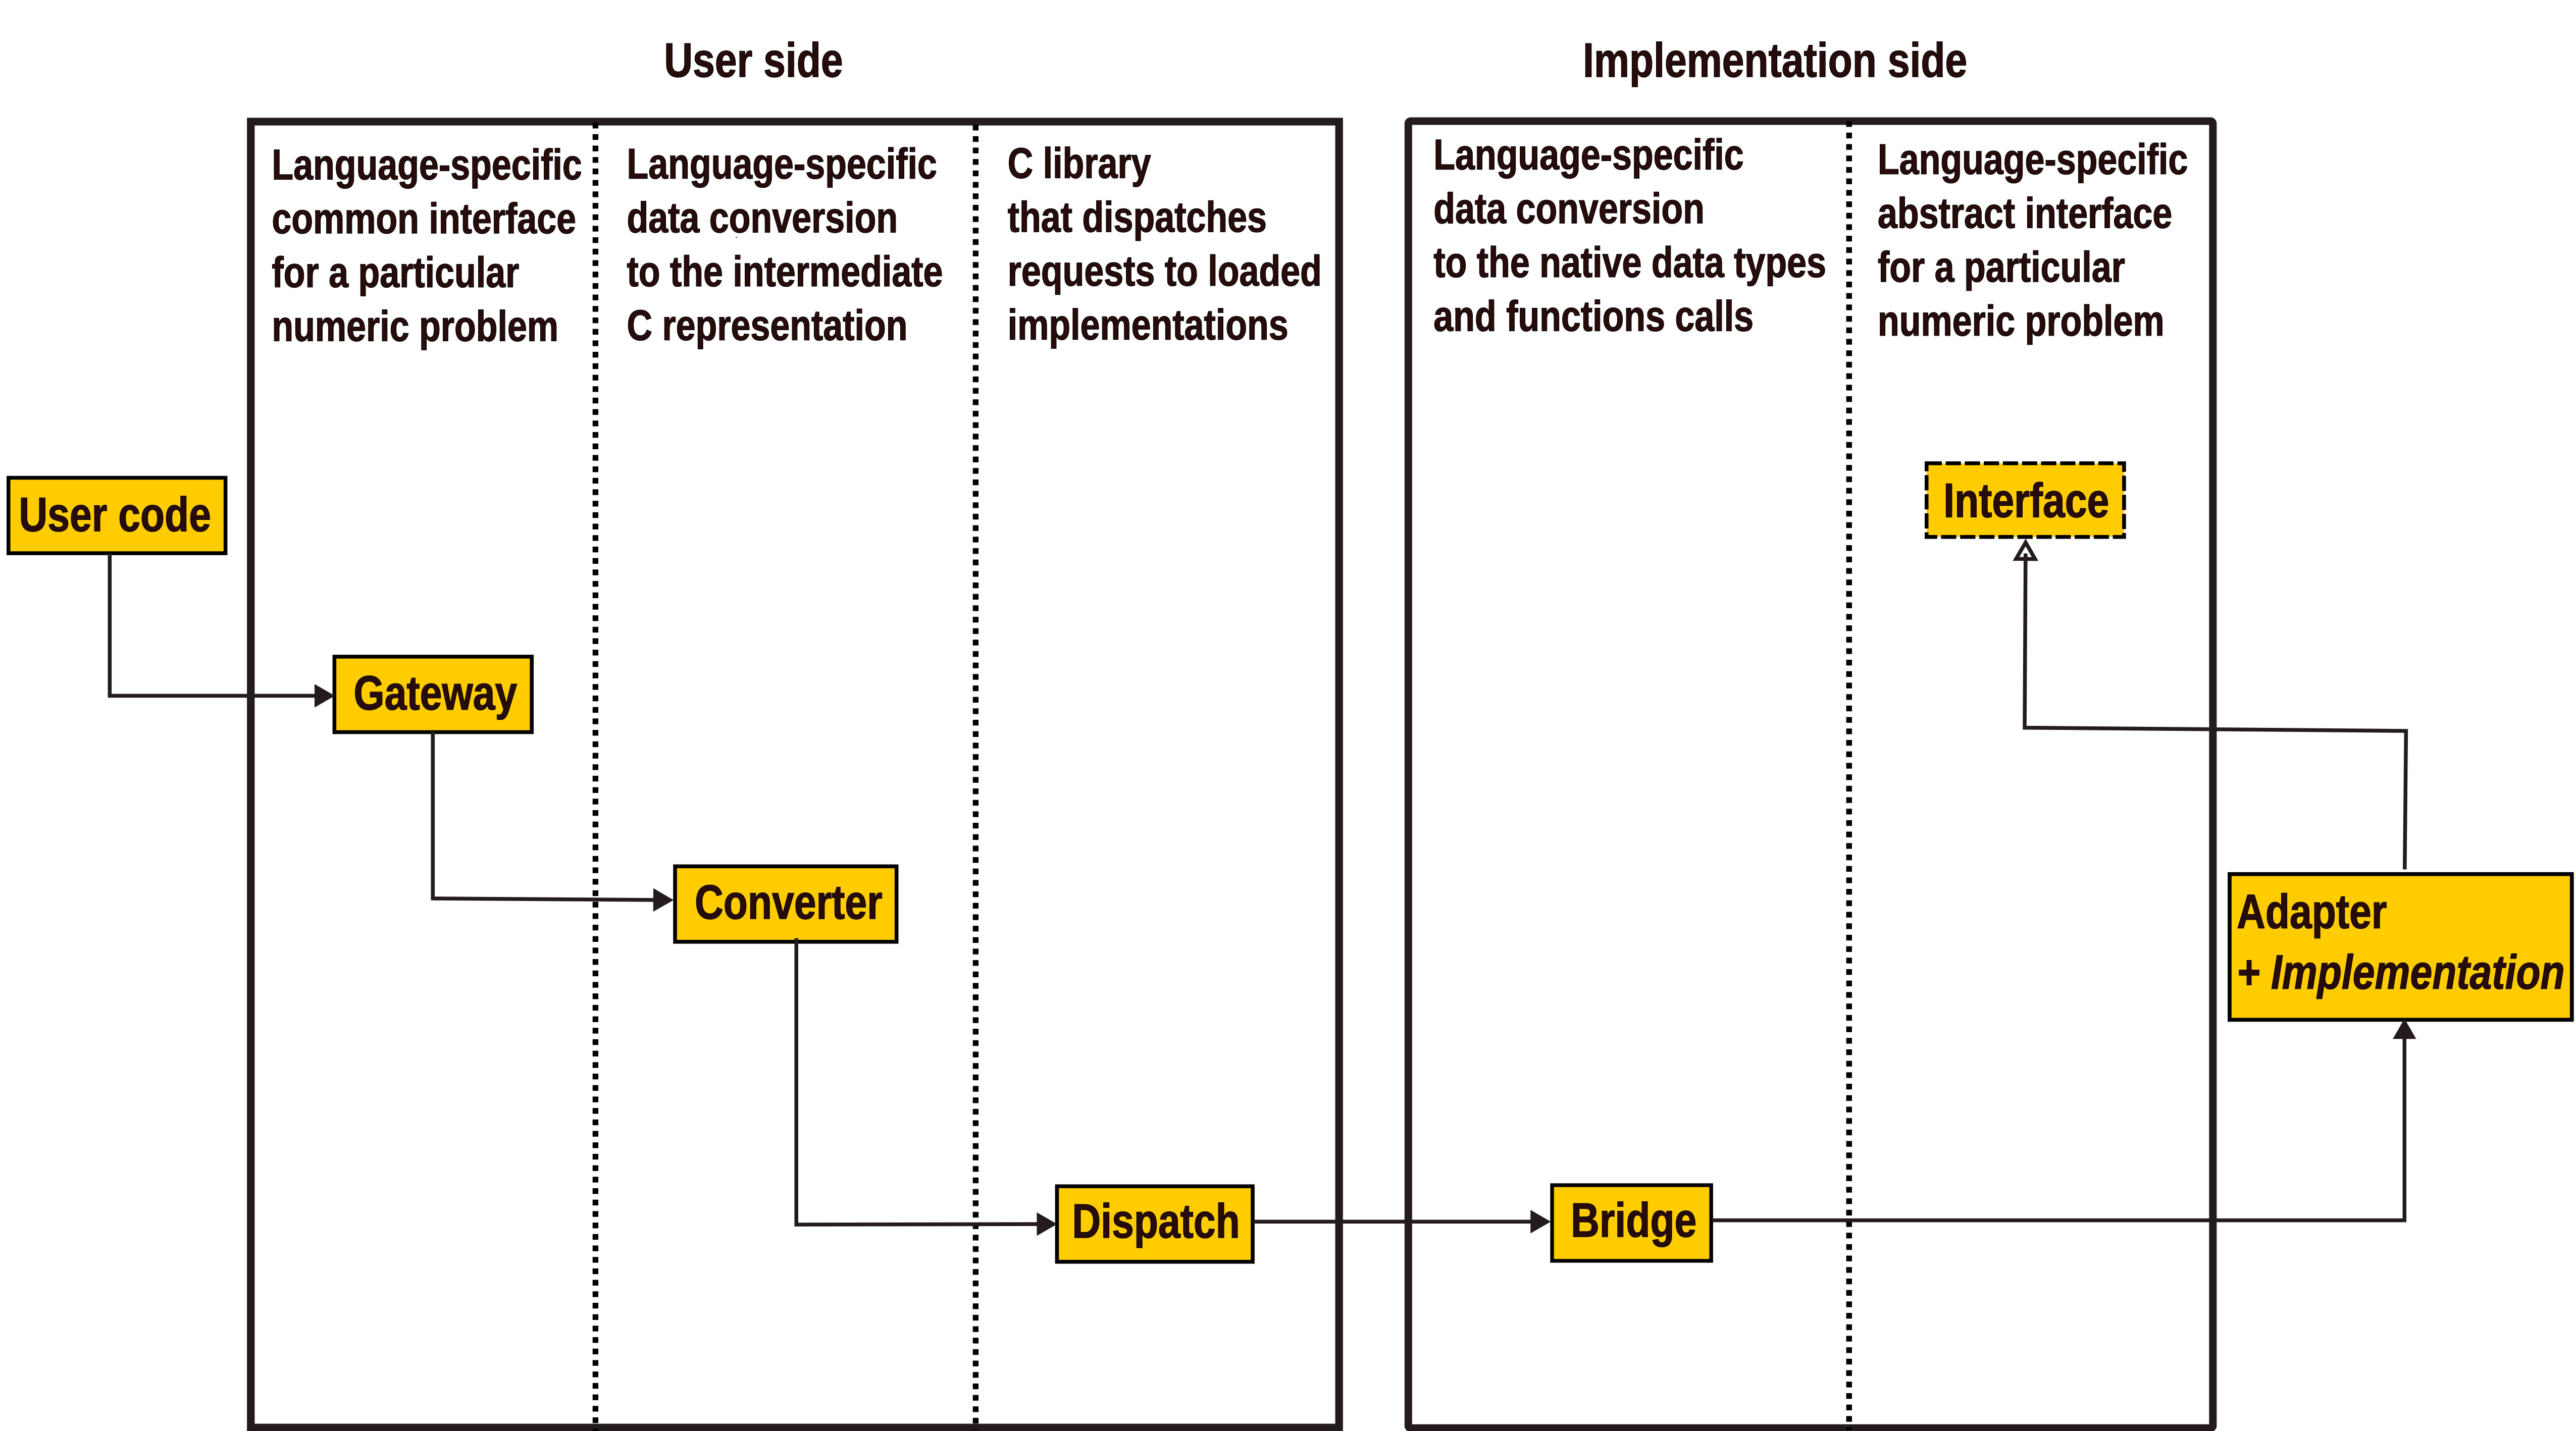 User side
Implementation side
Language-specific
common interface
for a particular
numeric problem
Language-specific
data conversion
to the intermediate
C representation
C library
that dispatches
requests to loaded
implementations
Language-specific
data conversion
to the native data types
and functions calls
Language-specific
abstract interface
for a particular
numeric problem
User code
Interface
Gateway
Converter
Adapter
+ Implementation
Dispatch
Bridge